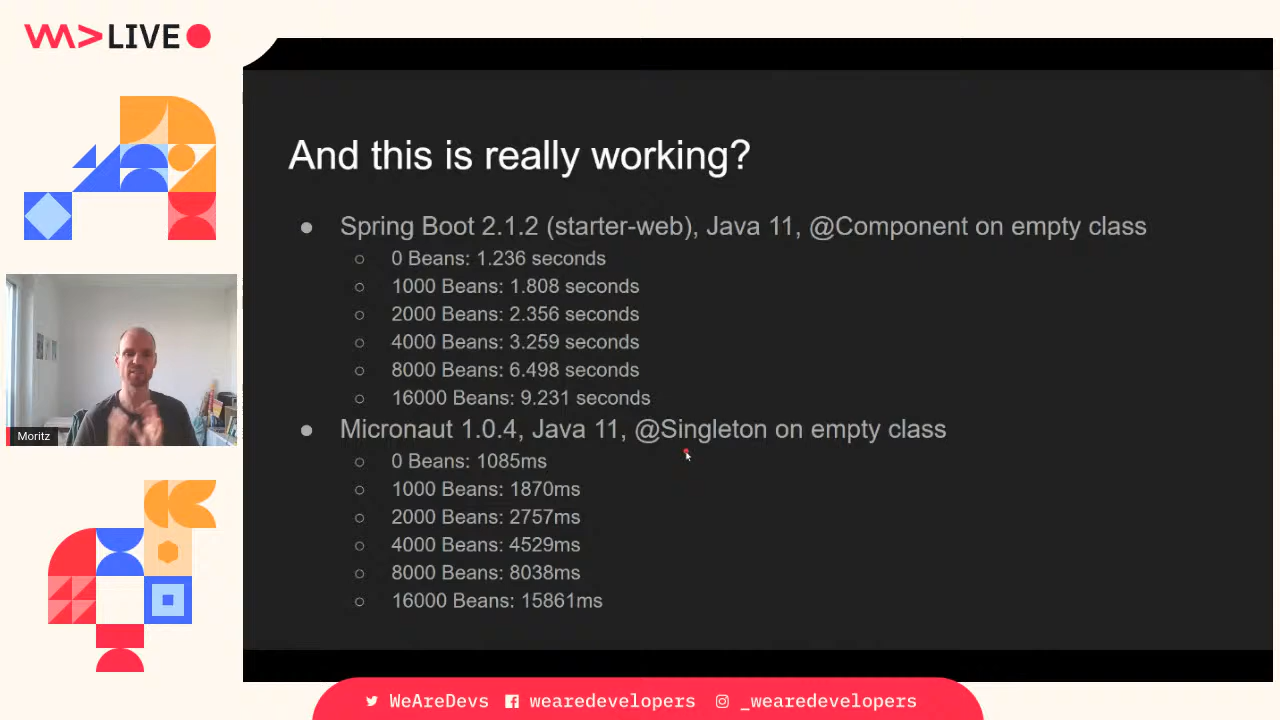 LIVE
And this is really working?
● Spring Boot 2.1.2 (starter-web), Java 11, @Component on empty class
○ 0 Beans: 1.236 seconds
○ 1000 Beans: 1.808 seconds
○ 2000 Beans: 2.356 seconds
○ 4000 Beans: 3.259 seconds
○ 8000 Beans: 6.498 seconds
○ 16000 Beans: 9.231 seconds
● Micronaut 1.0.4, Java 11, @Singleton on empty class
○ 0 Beans: 1085ms
○ 1000 Beans: 1870ms
○ 2000 Beans: 2757ms
○ 4000 Beans: 4529ms
○ 8000 Beans: 8038ms
○ 16000 Beans: 15861ms
Moritz
WeAreDevs wearedevelopers _wearedevelopers